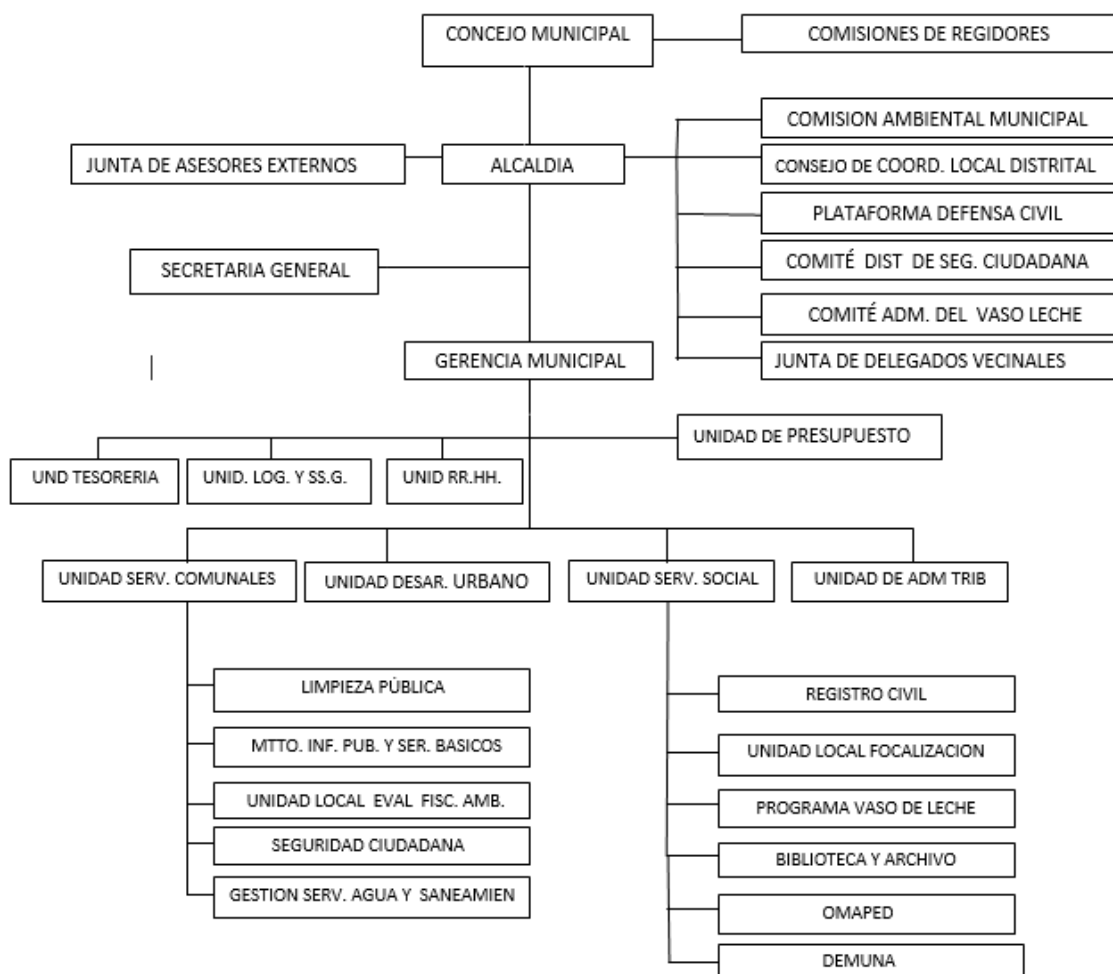 CONCEJO MUNICIPAL
COMISIONES DE REGIDORES
COMISION AMBIENTAL MUNICIPAL
JUNTA DE ASESORES EXTERNOS
ALCALDIA
CONSEJO DE COORD. LOCAL DISTRITAL
PLATAFORMA DEFENSA CIVIL
SECRETARIA GENERAL
COMITÉ DIST DE SEG. CIUDADANA
COMITÉ ADM. DEL VASO LECHE
GERENCIA MUNICIPAL
JUNTA DE DELEGADOS VECINALES
UNIDAD DE PRESUPUESTO
UND TESORERIA
UNID. LOG. Y SS.G.
UNID RR.HH.
UNIDAD SERV. COMUNALES
UNIDAD DESAR. URBANO
UNIDAD SERV. SOCIAL
UNIDAD DE ADM TRIB
LIMPIEZA PÚBLICA
MTTO. INF. PUB. Y SER. BASICOS
UNIDAD LOCAL EVAL FISC. AMB.
SEGURIDAD CIUDADANA
GESTION SERV. AGUA Y SANEAMIEN
REGISTRO CIVIL
UNIDAD LOCAL FOCALIZACION
PROGRAMA VASO DE LECHE
BIBLIOTECA Y ARCHIVO
OMAPED
DEMUNA